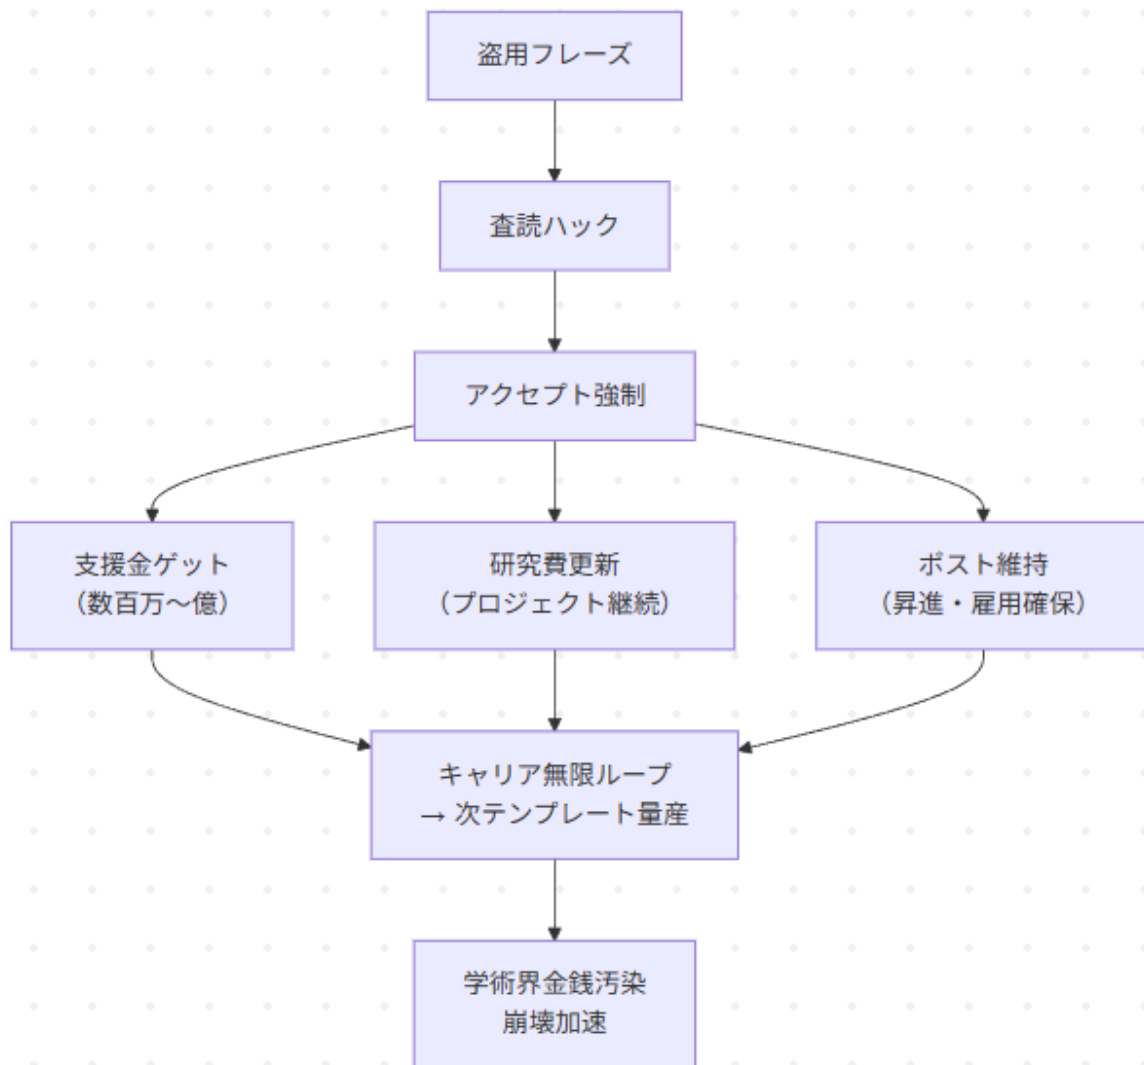 盗用フレーズ
査読ハック
アクセプト強制
支援金ゲット
（数百万〜億）
研究費更新
（プロジェクト継続）
ポスト維持
（昇進・雇用確保）
キャリア無限ループ
→ 次テンプレート量産
学術界金銭汚染
崩壊加速